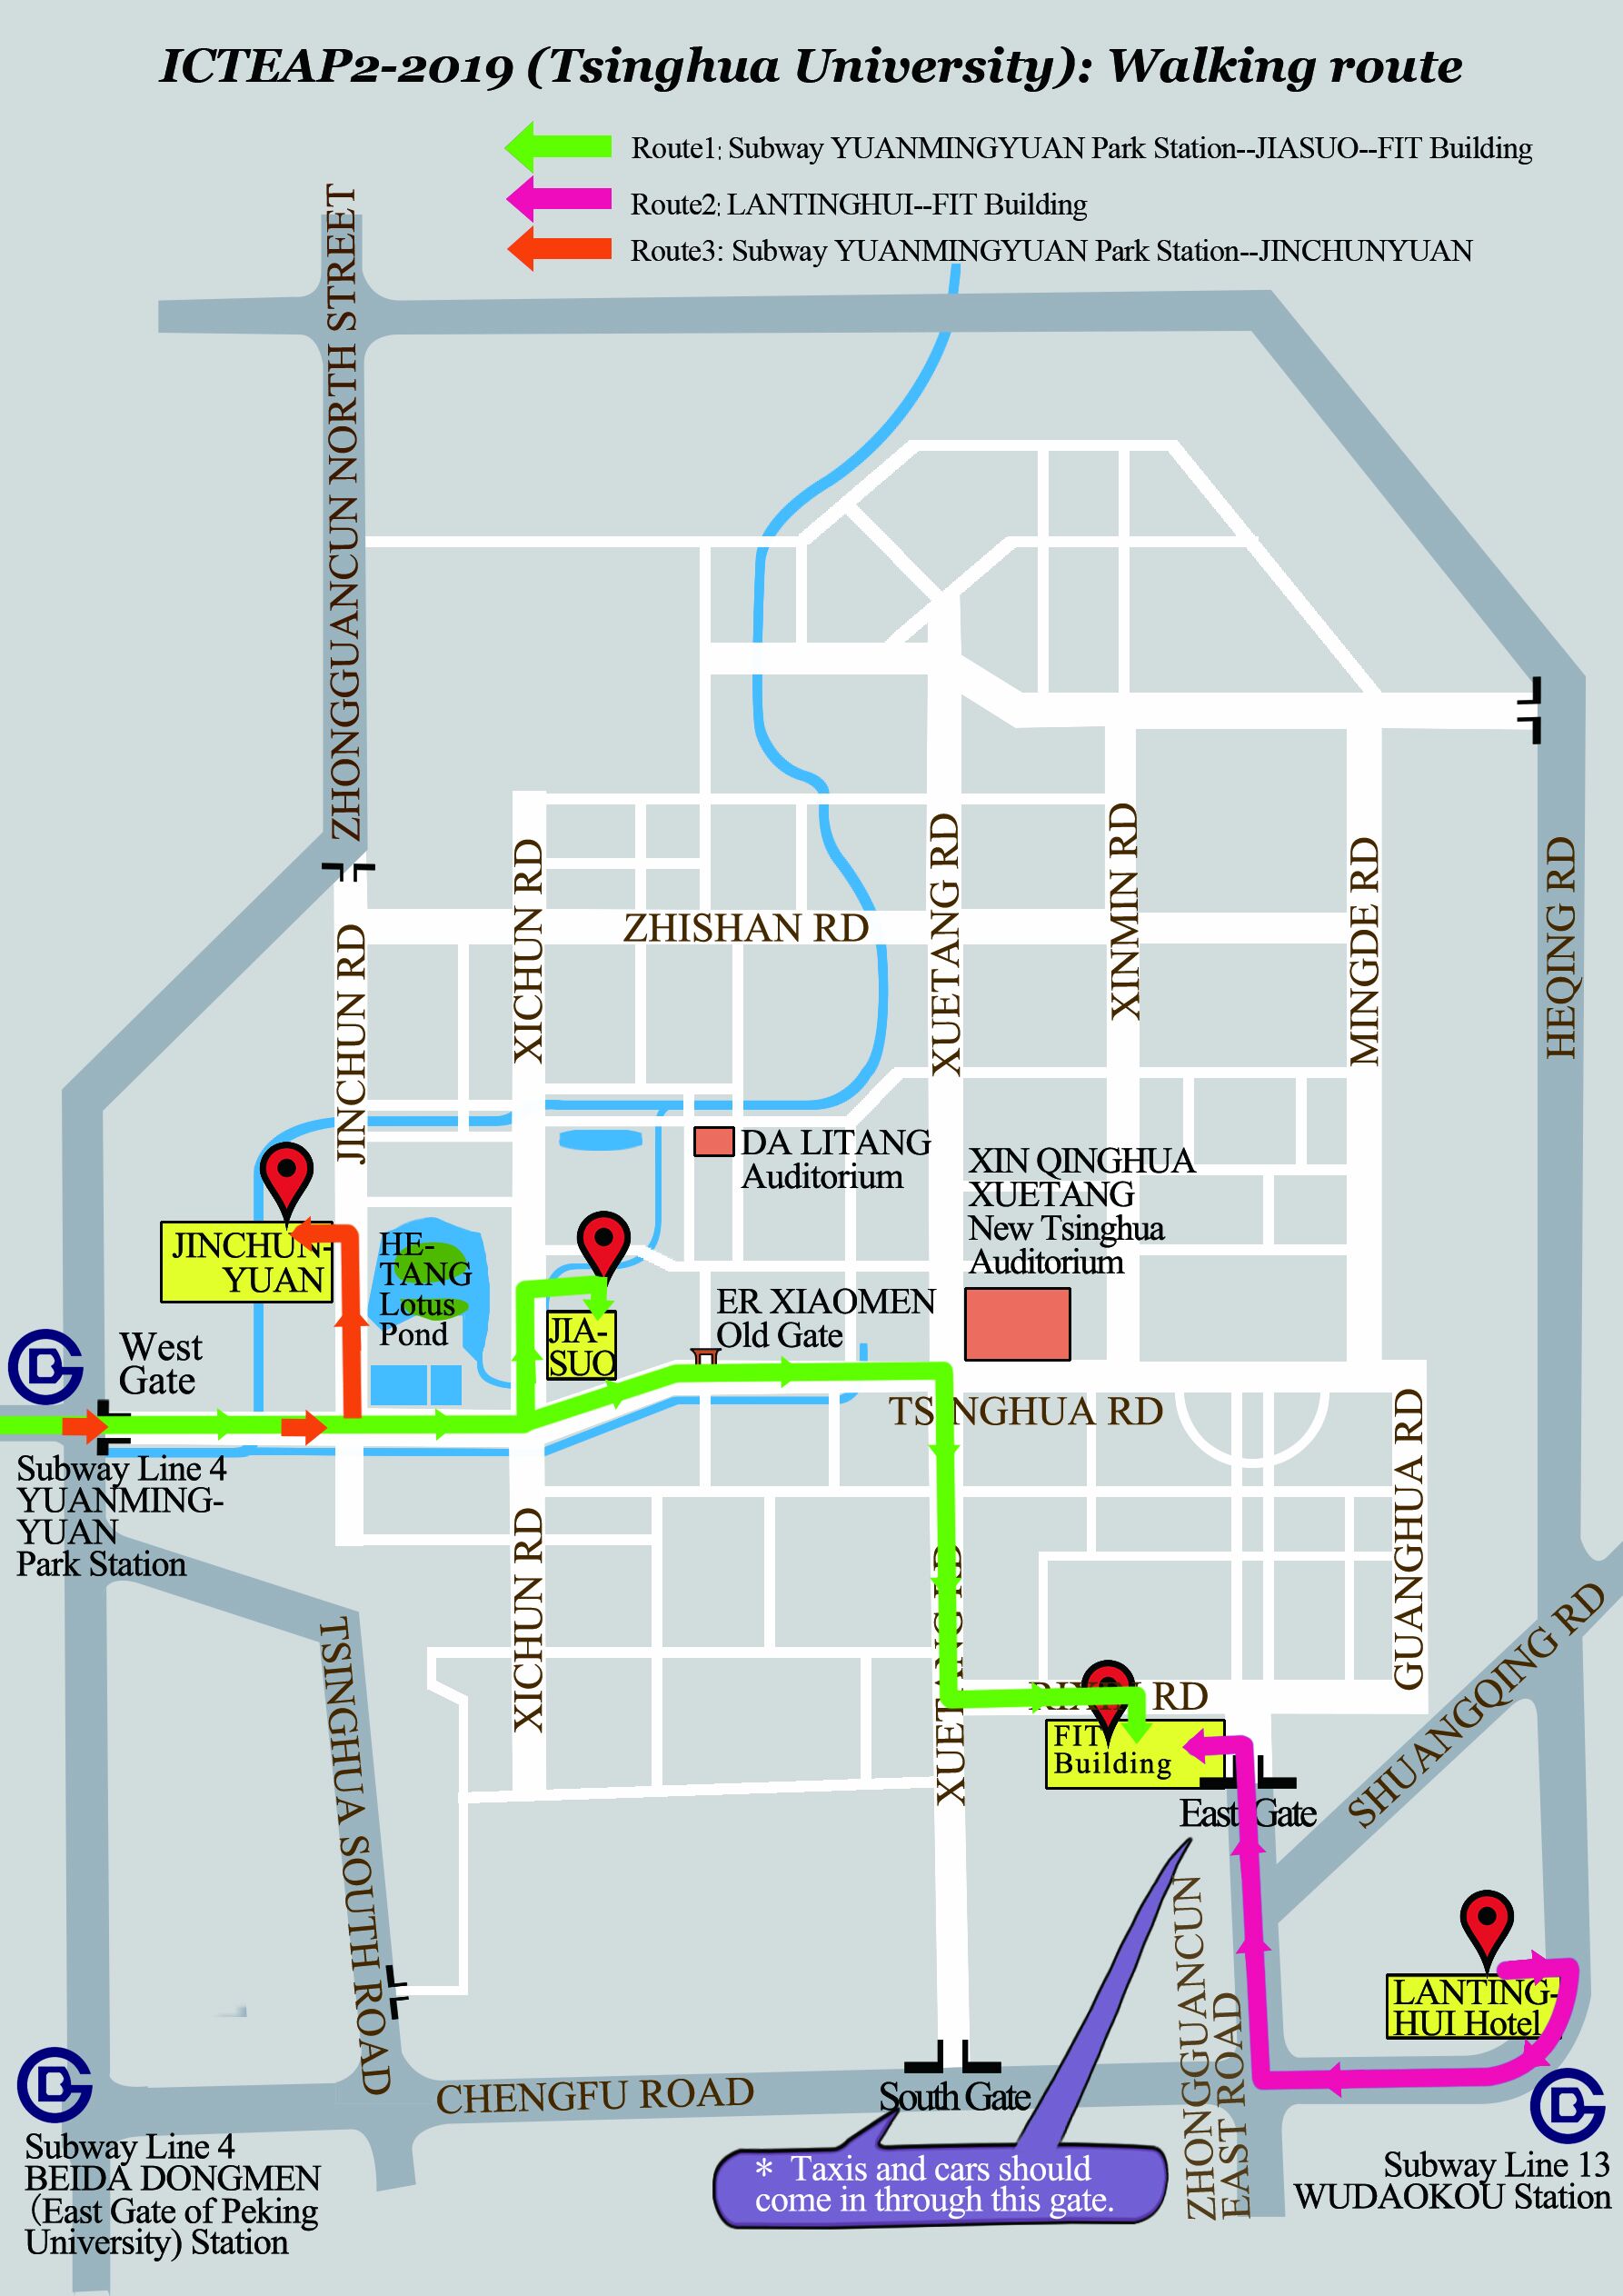 ICTEAP2-2019 (Tsinghua University): Walking route
Route1: Subway YUANMINGYUAN Park Station--JIASUO--FIT Building
Route2: LANTINGHUI--FIT Building
Route3: Subway YUANMINGYUAN Park Station--JINCHUNYUAN
ZHONGGUANCUN NORTH STREET
XICHUN RD
XUETANG RD
XINMIN RD
MINGDE RD
HEQING RD
ZHISHAN RD
JINCHUN RD
DA LITANG
Auditorium
XIN QINGHUA
XUETANG
New Tsinghua
Auditorium
JINCHUN-
YUAN
HE-
TANG
Lotus
Pond
JIA-
SUO
ER XIAOMEN
Old Gate
West
Gate
TSINGHUA RD
Subway Line 4
YUANMING-
YUAN
Park Station
XICHUN RD
XUETANG RD
GUANGHUA RD
RIXIN RD
SHUANGQING RD
TSINGHUA SOUTH ROAD
FIT
Building
East Gate
ZHONGGUANCUN
EAST ROAD
LANTING-
HUI Hotel
CHENGFU ROAD
South Gate
* Taxis and cars should
come in through this gate.
Subway Line 4
BEIDA DONGMEN
(East Gate of Peking
University) Station
Subway Line 13
WUDAOKOU Station